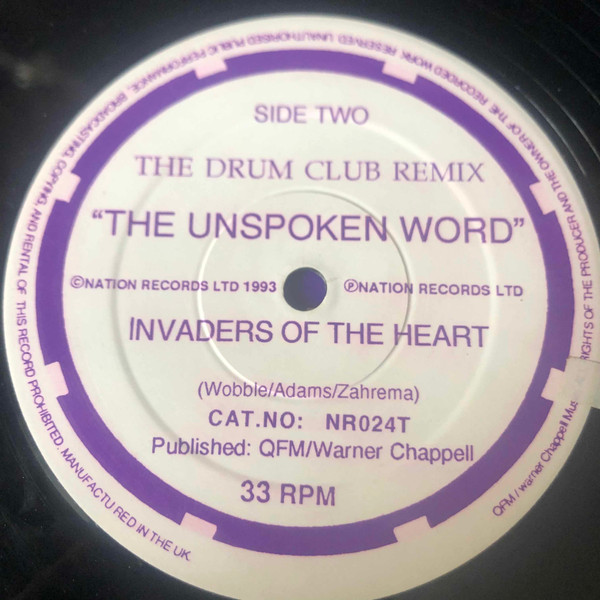 SIDE TWO
THE DRUM CLUB REMIX
"THE UNSPOKEN WORD"
©NATION RECORDS LTD 1993 ℗NATION RECORDS LTD
INVADERS OF THE HEART
(Wobble/Adams/Zahrema)
CAT.NO: NR024T
Published: QFM/Warner Chappell
33 RPM
RIGHTS OF THE PRODUCER AND THE OWNER OF THE RECORDED WORK RESERVED. UNAUTHORISED PUBLIC PERFORMANCE, BROADCASTING, COPYING, AND RENTAL OF THIS RECORD PROHIBITED. MANUFACTURED IN THE UK.
QFM / warner Chappell Mus